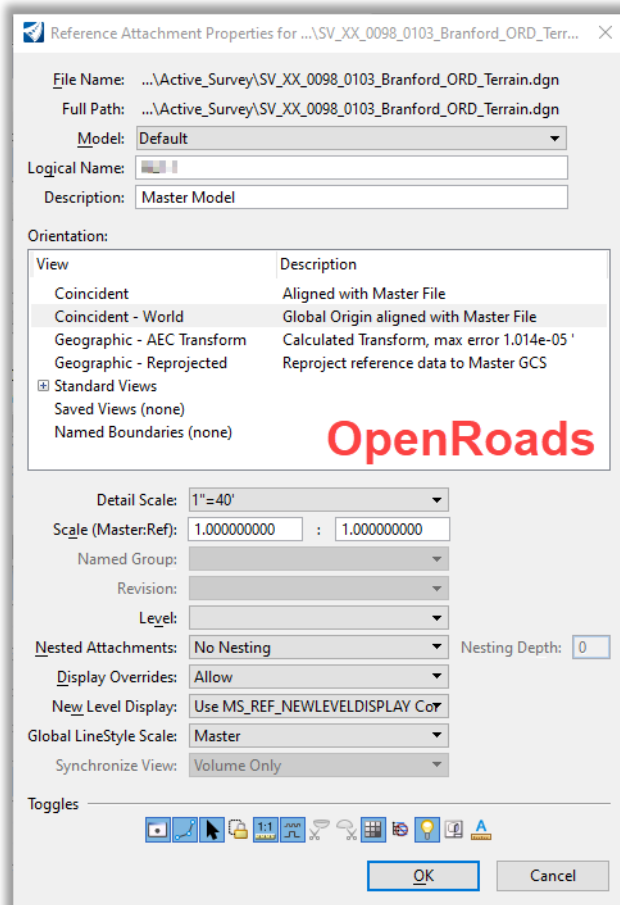 Reference Attachment Properties for ...\SV_XX_0098_0103_Branford_ORD_Terr...
File Name: ...\Active_Survey\SV_XX_0098_0103_Branford_ORD_Terrain.dgn
Full Path: ...\Active_Survey\SV_XX_0098_0103_Branford_ORD_Terrain.dgn
Model: Default
Logical Name:
Description: Master Model
Orientation:
View Description
Coincident Aligned with Master File
Coincident - World Global Origin aligned with Master File
Geographic - AEC Transform Calculated Transform, max error 1.014e-05 '
Geographic - Reprojected Reproject reference data to Master GCS
Standard Views
Saved Views (none)
Named Boundaries (none)
OpenRoads
Detail Scale: 1"=40'
Scale (Master:Ref): 1.000000000 : 1.000000000
Named Group:
Revision:
Level:
Nested Attachments: No Nesting Nesting Depth: 0
Display Overrides: Allow
New Level Display: Use MS_REF_NEWLEVELDISPLAY Cor
Global LineStyle Scale: Master
Synchronize View: Volume Only
Toggles
1:1
A
OK Cancel